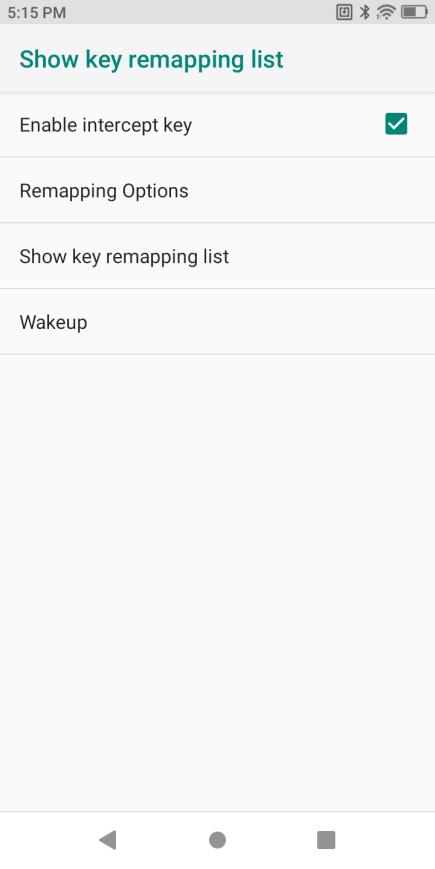 5:15 PM
Show key remapping list
Enable intercept key
Remapping Options
Show key remapping list
Wakeup